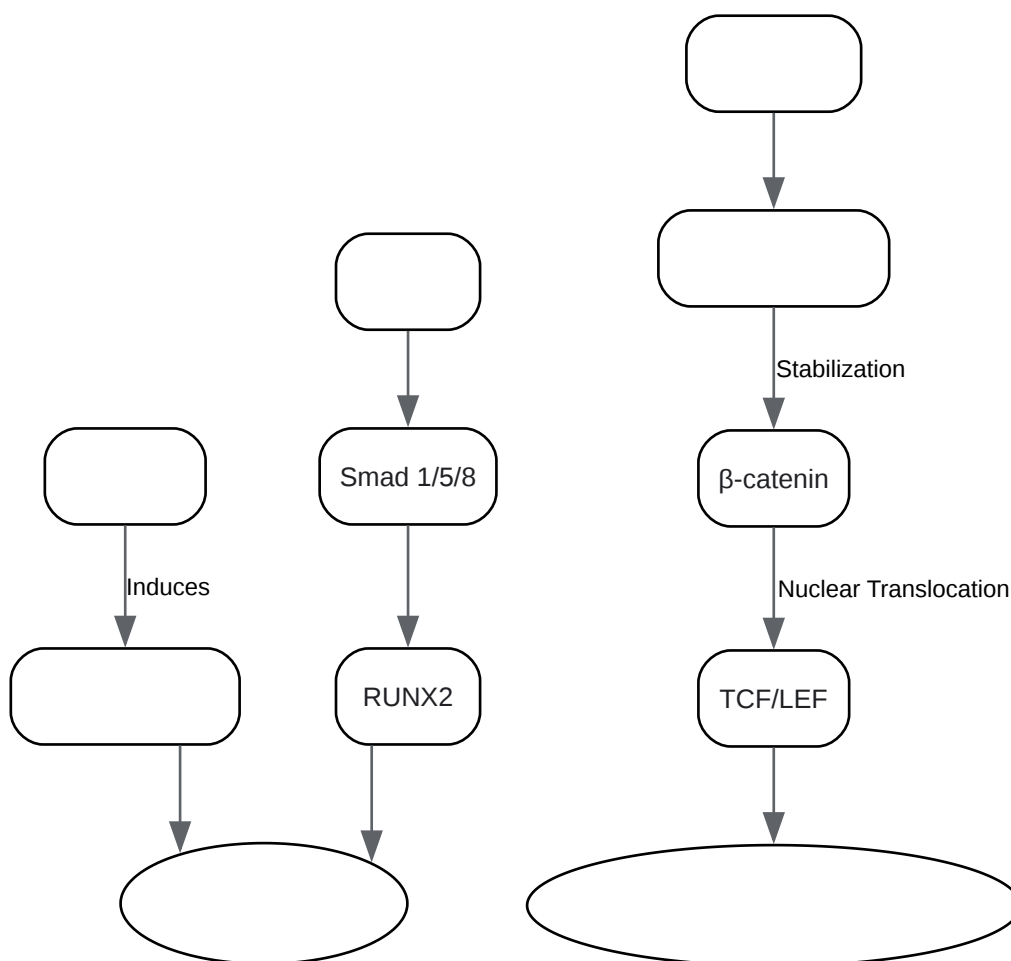 Stabilization
Smad 1/5/8
β-catenin
Induces
Nuclear Translocation
RUNX2
TCF/LEF